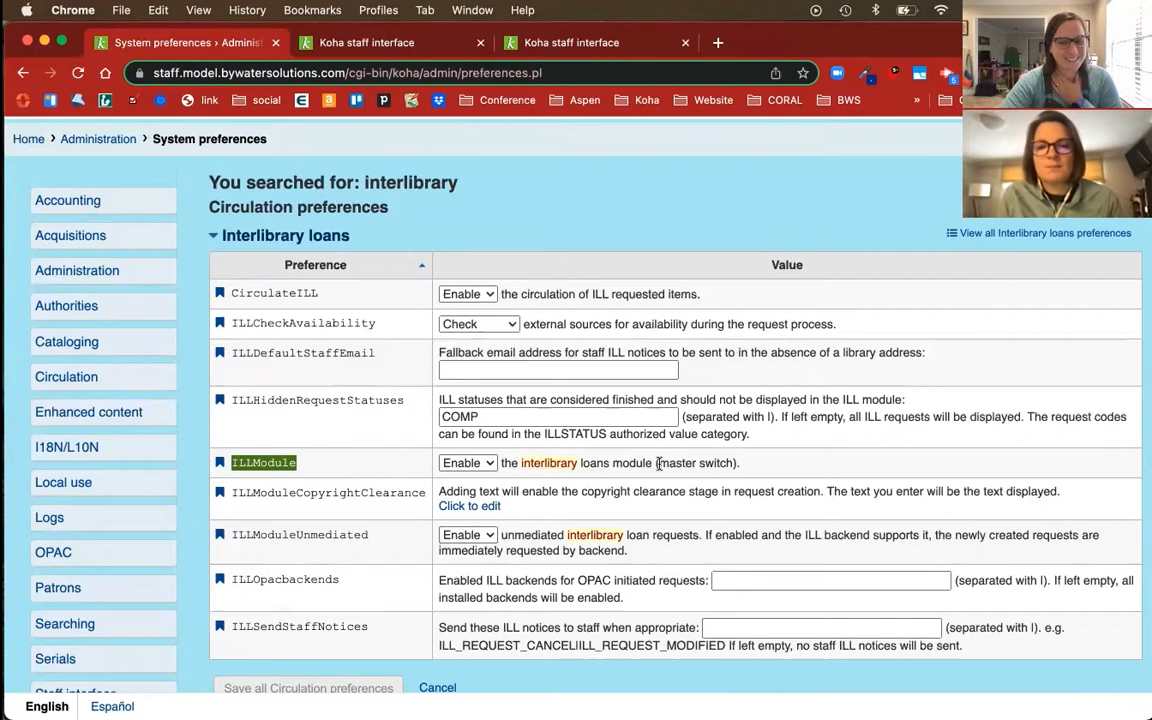 Chrome File Edit View History Bookmarks Profiles Tab Window Help
System preferences › Adminis
Koha staff interface
Koha staff interface
staff.model.bywatersolutions.com/cgi-bin/koha/admin/preferences.pl
link social Conference Aspen Koha Website CORAL BWS »
Home › Administration › System preferences
Accounting
Acquisitions
Administration
Authorities
Cataloging
Circulation
Enhanced content
I18N/L10N
Local use
Logs
OPAC
Patrons
Searching
Serials
Staff interface
You searched for: interlibrary
Circulation preferences
Interlibrary loans
View all Interlibrary loans preferences
Preference Value
CirculateILL Enable the circulation of ILL requested items.
ILLCheckAvailability Check external sources for availability during the request process.
ILLDefaultStaffEmail Fallback email address for staff ILL notices to be sent to in the absence of a library address:
ILLHiddenRequestStatuses ILL statuses that are considered finished and should not be displayed in the ILL module:
COMP (separated with |). If left empty, all ILL requests will be displayed. The request codes
can be found in the ILLSTATUS authorized value category.
ILLModule Enable the interlibrary loans module (master switch).
ILLModuleCopyrightClearance Adding text will enable the copyright clearance stage in request creation. The text you enter will be the text displayed.
Click to edit
ILLModuleUnmediated Enable unmediated interlibrary loan requests. If enabled and the ILL backend supports it, the newly created requests are
immediately requested by backend.
ILLOpacbackends Enabled ILL backends for OPAC initiated requests: (separated with |). If left empty, all
installed backends will be enabled.
ILLSendStaffNotices Send these ILL notices to staff when appropriate: (separated with |). e.g.
ILL_REQUEST_CANCEL|ILL_REQUEST_MODIFIED If left empty, no staff ILL notices will be sent.
Save all Circulation preferences Cancel
English Español